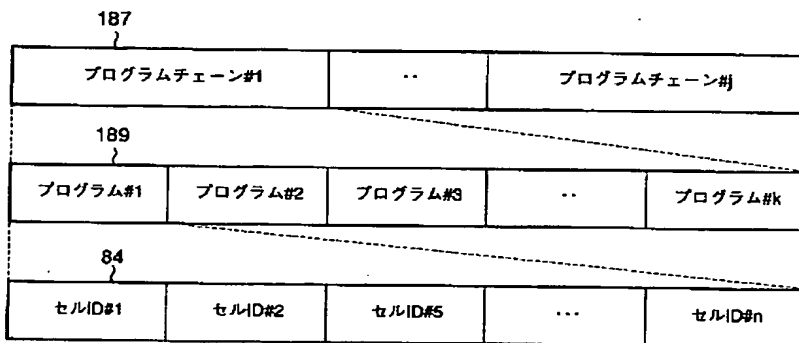 187
プログラムチェーン#1 ‥ プログラムチェーン#j
189
プログラム#1 プログラム#2 プログラム#3 ‥ プログラム#k
84
セルID#1 セルID#2 セルID#5 ... セルID#n